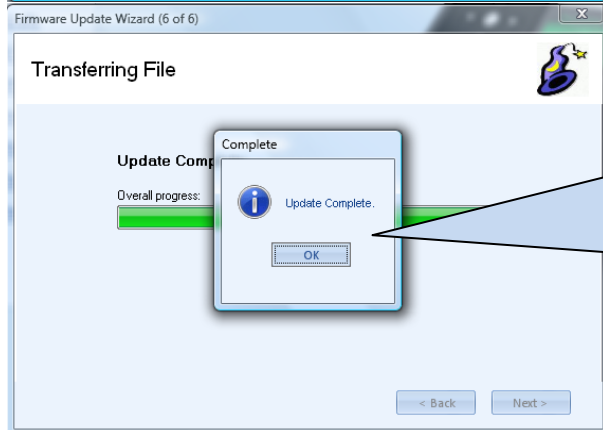 Firmware Update Wizard (6 of 6)
Transferring File
Complete
Update Comp
Overall progress:
Update Complete.
OK
< Back
Next >